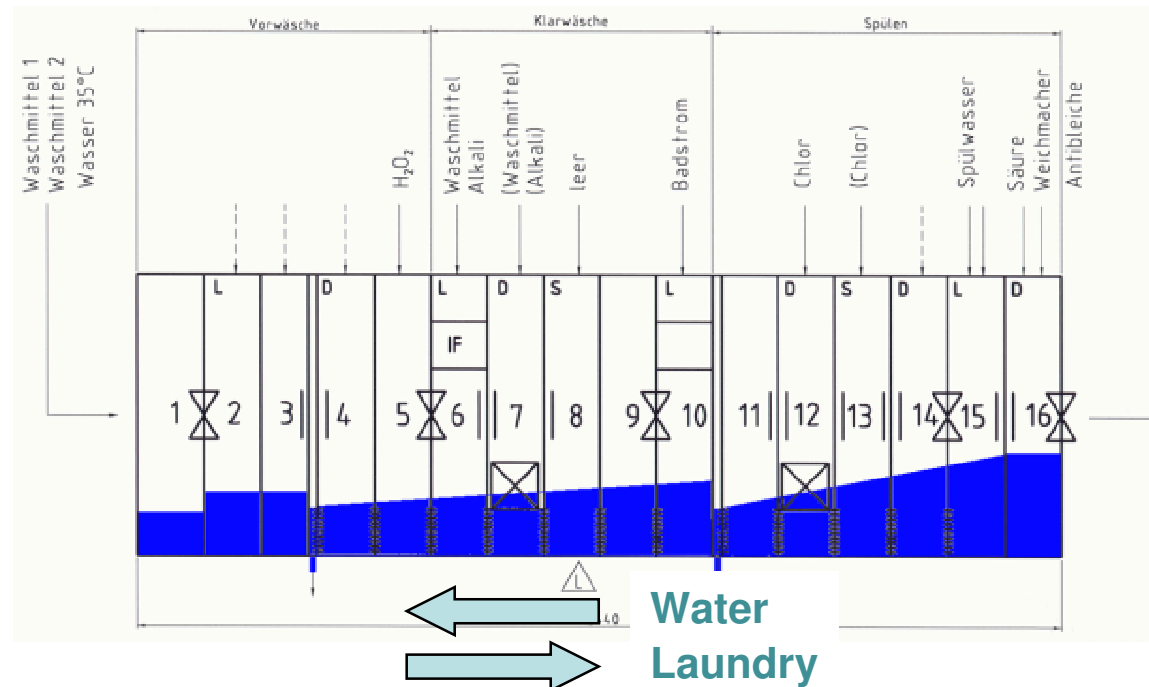 Vorwäsche
Klarwäsche
Spülen
Waschmittel 1
Waschmittel 2
Wasser 35°C
H₂O₂
Waschmittel
Alkali
(Waschmittel)
(Alkali)
leer
Badstrom
Chlor
(Chlor)
Spülwasser
Säure
Weichmacher
Antibleiche
L D L D S L D S D L D
IF
1 2 3 4 5 6 7 8 9 10 11 12 13 14 15 16
L
Water
40
Laundry